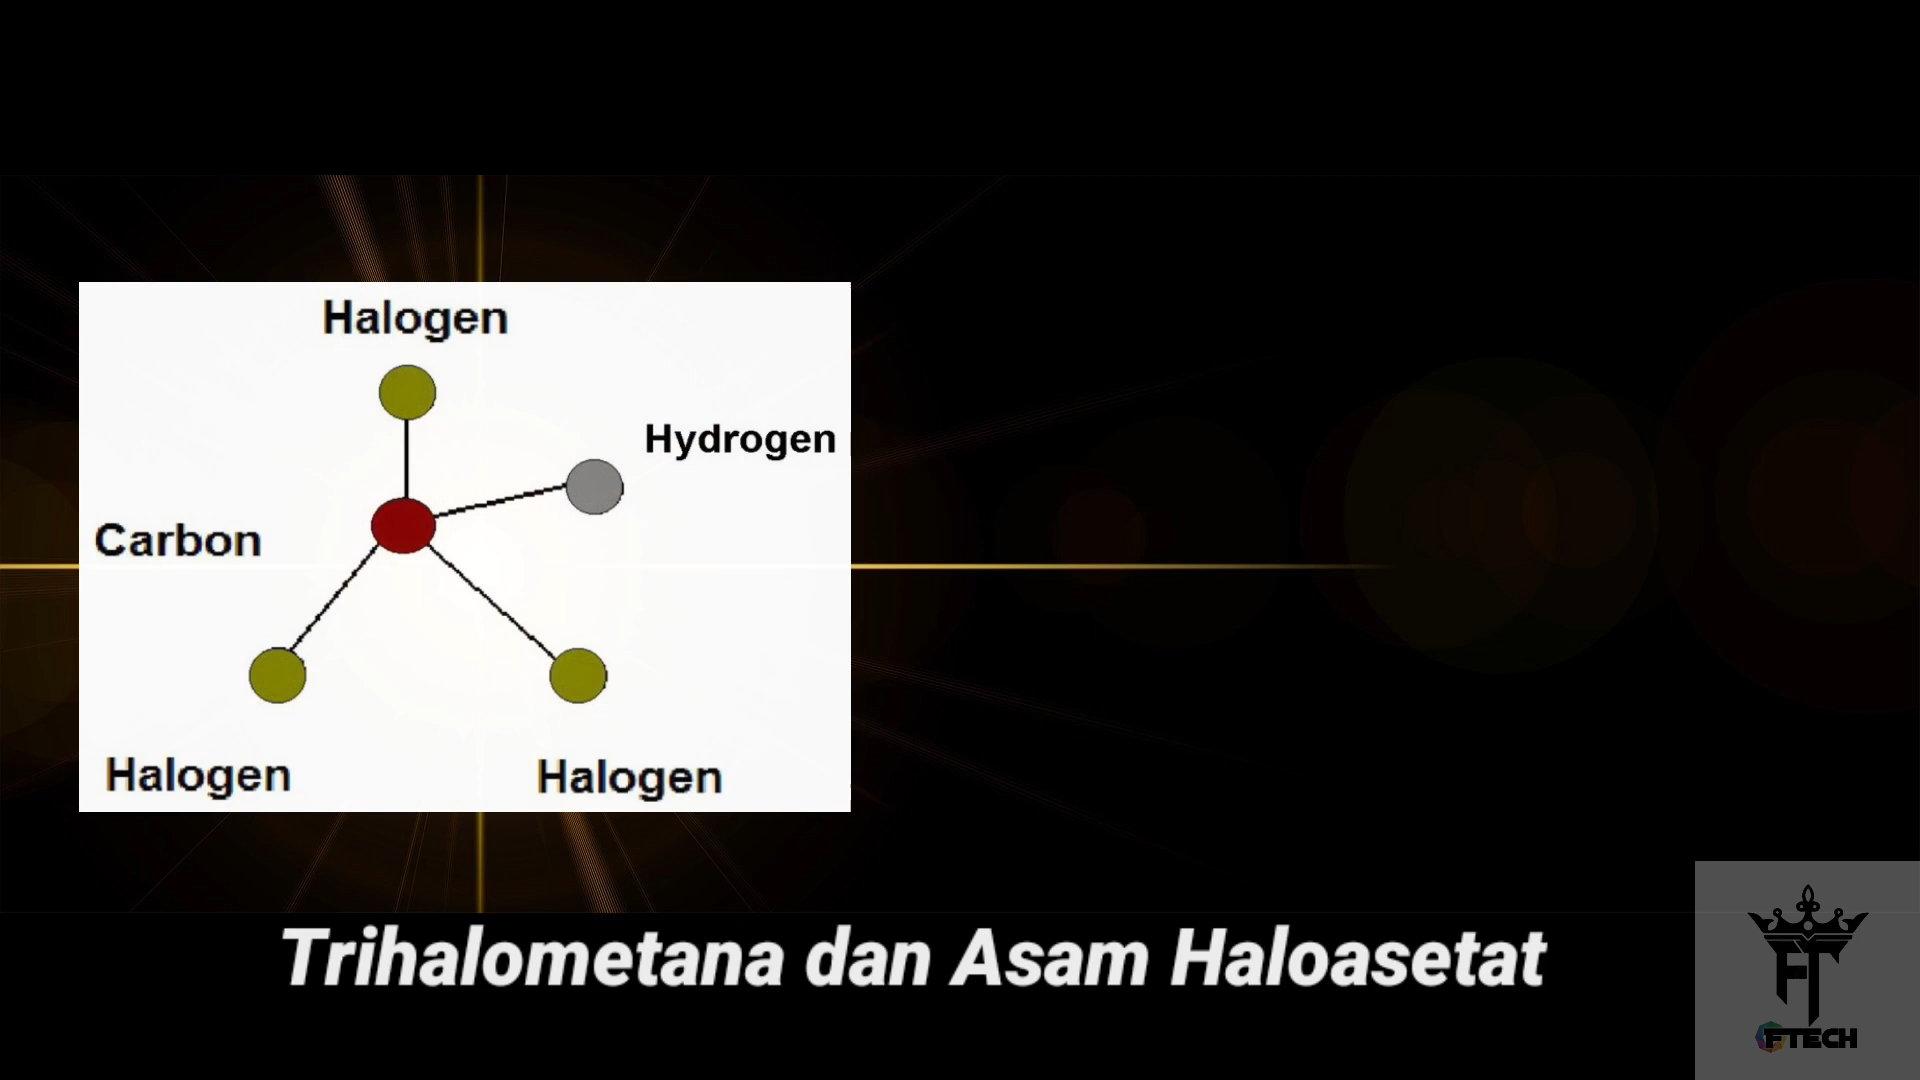 Halogen
Hydrogen
Carbon
Halogen
Halogen
Trihalometana dan Asam Haloasetat
FTECH